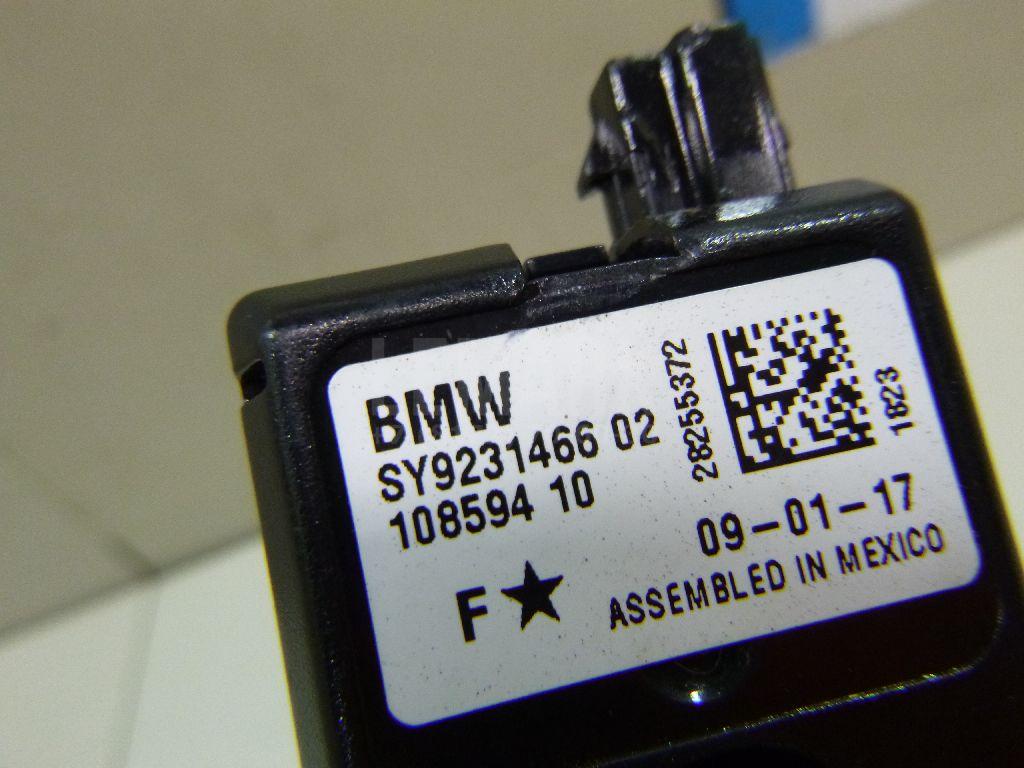 BMW
SY9231466 02
108594 10
28255372
1823
09-01-17
F★
ASSEMBLED IN MEXICO